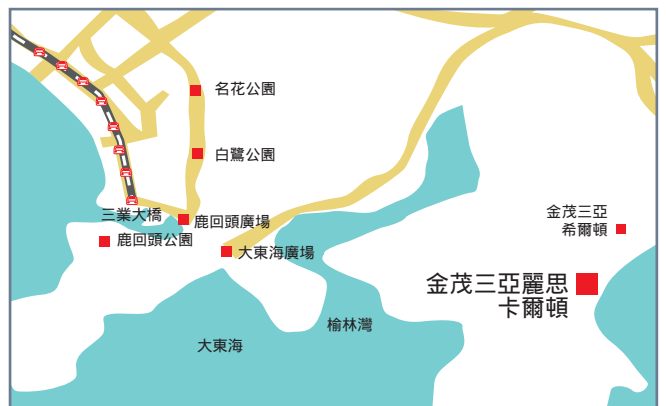 名花公園
白鷺公園
三業大橋
鹿回頭廣場
鹿回頭公園
大東海廣場
金茂三亞
希爾頓
金茂三亞麗思
卡爾頓
榆林灣
大東海